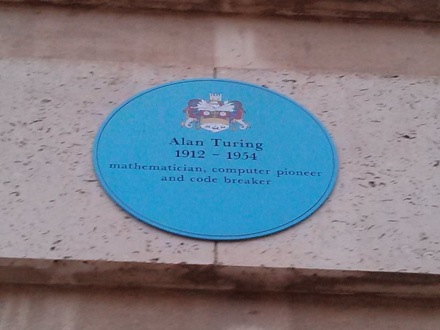 Alan Turing
1912 - 1954
mathematician, computer pioneer
and code breaker